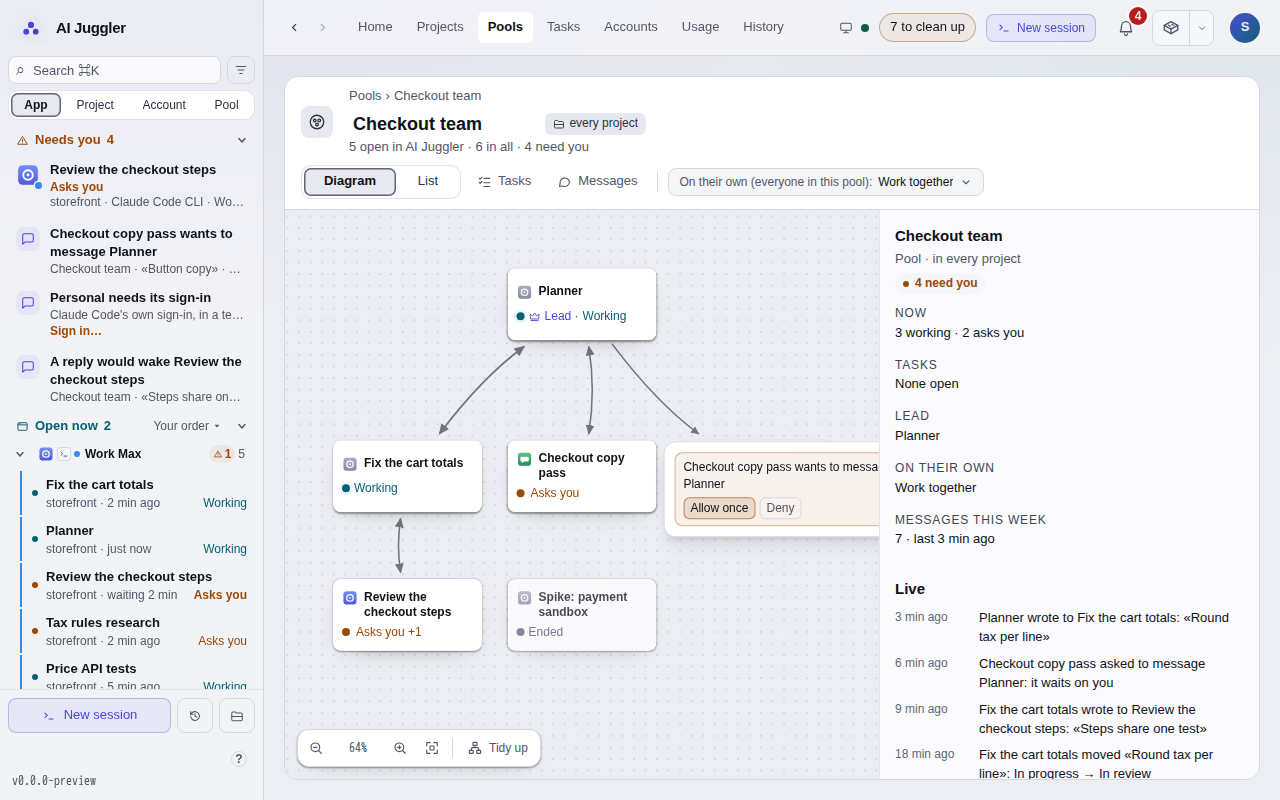 AI Juggler
Search ⌘K
App Project Account Pool
Needs you 4
Review the checkout steps
Asks you
storefront · Claude Code CLI · Wo…
Checkout copy pass wants to
message Planner
Checkout team · «Button copy» · …
Personal needs its sign-in
Claude Code's own sign-in, in a te…
Sign in…
A reply would wake Review the
checkout steps
Checkout team · «Steps share on…
Open now 2 Your order
Work Max 1 5
Fix the cart totals
storefront · 2 min ago Working
Planner
storefront · just now Working
Review the checkout steps
storefront · waiting 2 min Asks you
Tax rules research
storefront · 2 min ago Asks you
Price API tests
storefront · 5 min ago Working
New session
?
v0.0.0-preview
Home Projects Pools Tasks Accounts Usage History
7 to clean up
New session
4
S
Pools › Checkout team
Checkout team every project
5 open in AI Juggler · 6 in all · 4 need you
Diagram List Tasks Messages On their own (everyone in this pool): Work together
Planner
Lead · Working
Fix the cart totals
Working
Checkout copy
pass
Asks you
Checkout copy pass wants to messa
Planner
Allow once Deny
Review the
checkout steps
Asks you +1
Spike: payment
sandbox
Ended
64% Tidy up
Checkout team
Pool · in every project
4 need you
NOW
3 working · 2 asks you
TASKS
None open
LEAD
Planner
ON THEIR OWN
Work together
MESSAGES THIS WEEK
7 · last 3 min ago
Live
3 min ago Planner wrote to Fix the cart totals: «Round
tax per line»
6 min ago Checkout copy pass asked to message
Planner: it waits on you
9 min ago Fix the cart totals wrote to Review the
checkout steps: «Steps share one test»
18 min ago Fix the cart totals moved «Round tax per
line»: In progress → In review